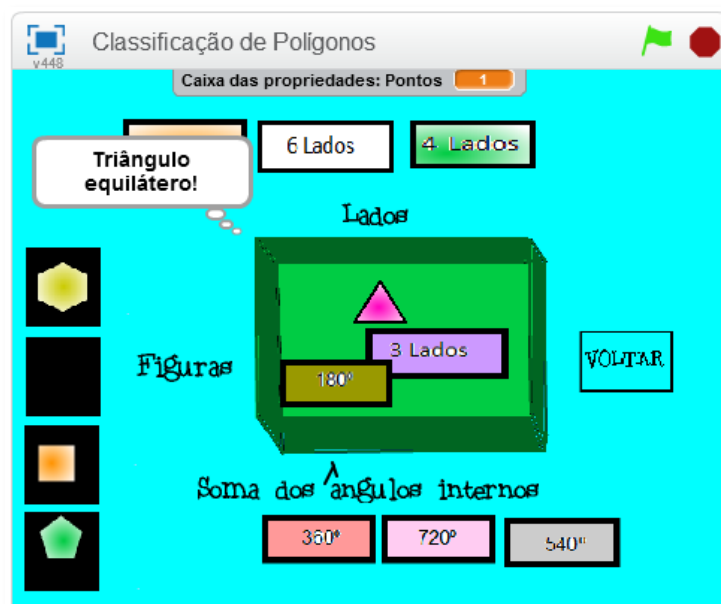 Classificação de Polígonos
v448
Caixa das propriedades: Pontos 1
6 Lados
4 Lados
Triângulo
equilátero!
Lados
3 Lados
180º
Figuras
VOLTAR
Soma dos ângulos internos
360º
720º
540º